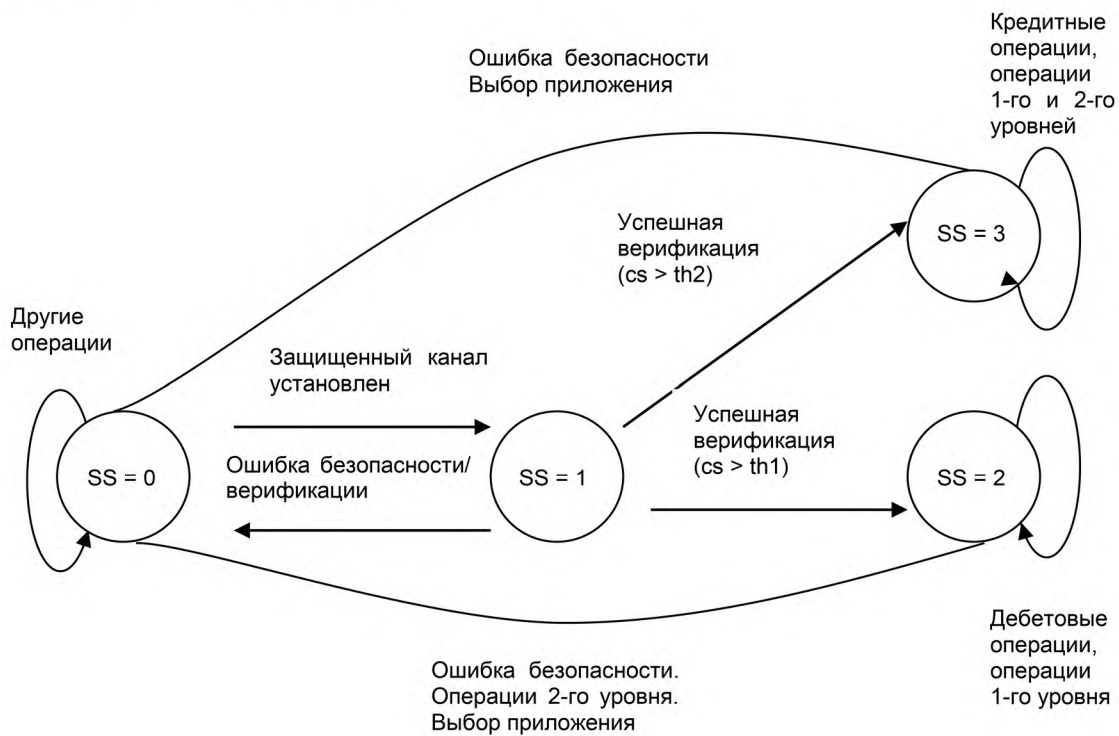 Кредитные
операции,
операции
1-го и 2-го
уровней
Ошибка безопасности
Выбор приложения
Успешная
верификация
(cs > th2)
SS = 3
Другие
операции
Защищенный канал
установлен
Успешная
верификация
(cs > th1)
Ошибка безопасности/
верификации
SS = 0
SS = 1
SS = 2
Ошибка безопасности.
Операции 2-го уровня.
Выбор приложения
Дебетовые
операции,
операции
1-го уровня